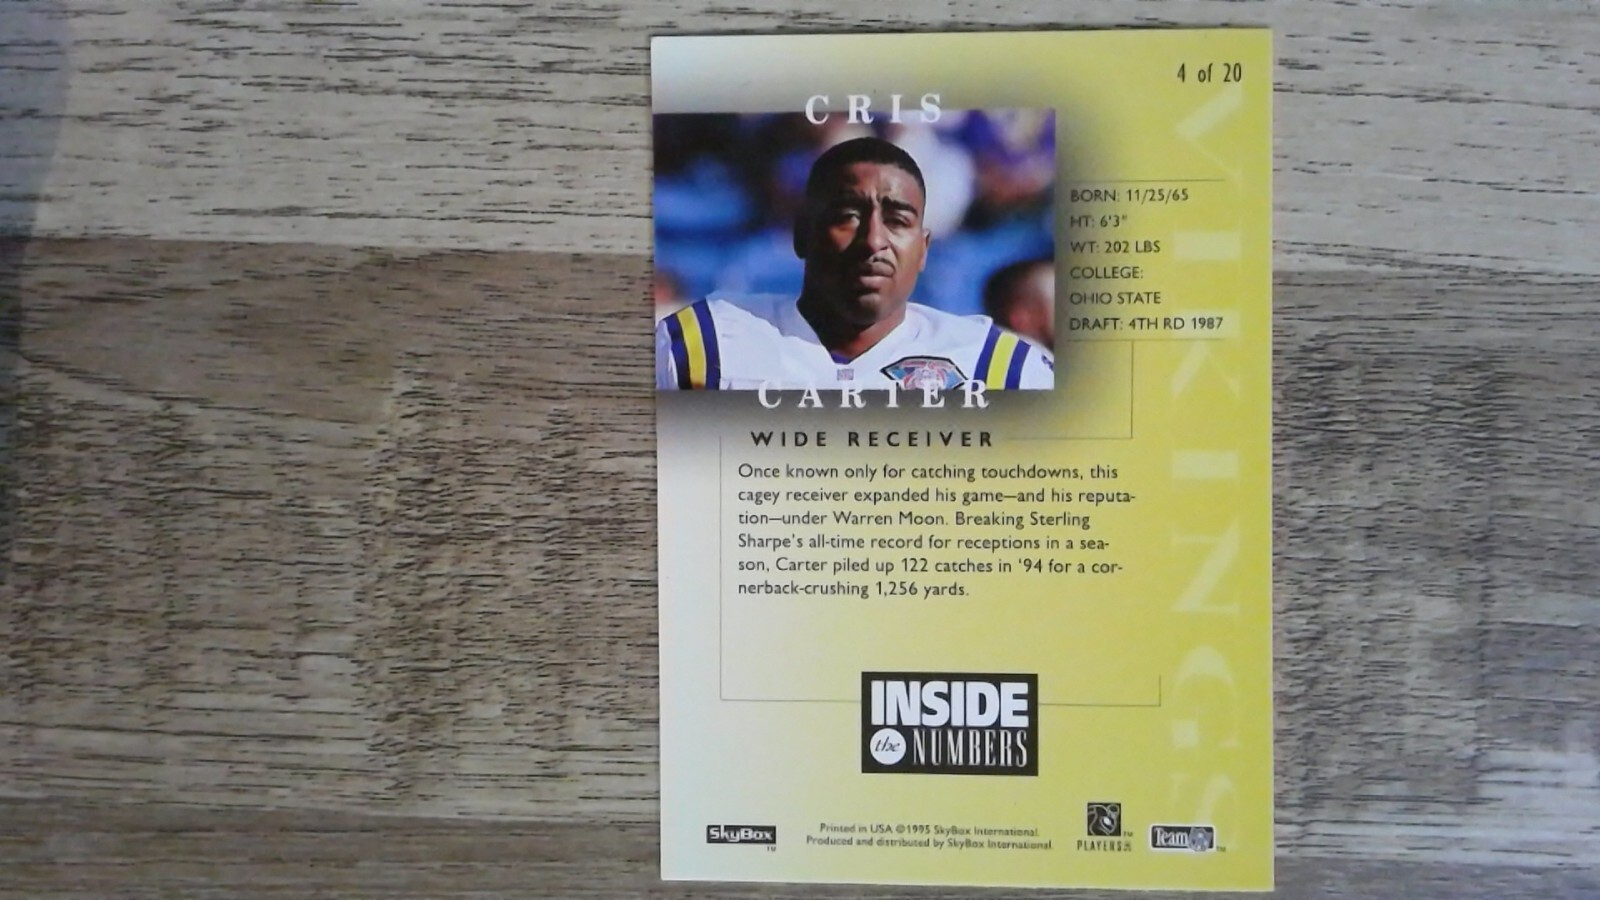 4 of 20
CRIS
BORN: 11/25/65
HT: 6'3"
WT: 202 LBS
COLLEGE:
OHIO STATE
DRAFT: 4TH RD 1987
CARTER
WIDE RECEIVER
Once known only for catching touchdowns, this
cagey receiver expanded his game—and his reputa-
tion—under Warren Moon. Breaking Sterling
Sharpe's all-time record for receptions in a sea-
son, Carter piled up 122 catches in '94 for a cor-
nerback-crushing 1,256 yards.
VIKINGS
INSIDE
the NUMBERS
SkyBox TM
Printed in USA ©1995 SkyBox International.
Produced and distributed by SkyBox International.
PLAYERS TM
Team TM